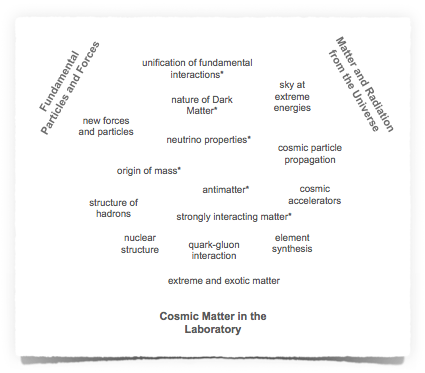 Fundamental
Particles and Forces
Matter and Radiation
from the Universe
unification of fundamental
interactions*
sky at
extreme
energies
nature of Dark
Matter*
new forces
and particles
neutrino properties*
cosmic particle
propagation
origin of mass*
antimatter*
cosmic
accelerators
structure of
hadrons
strongly interacting matter*
nuclear
structure
quark-gluon
interaction
element
synthesis
extreme and exotic matter
Cosmic Matter in the
Laboratory